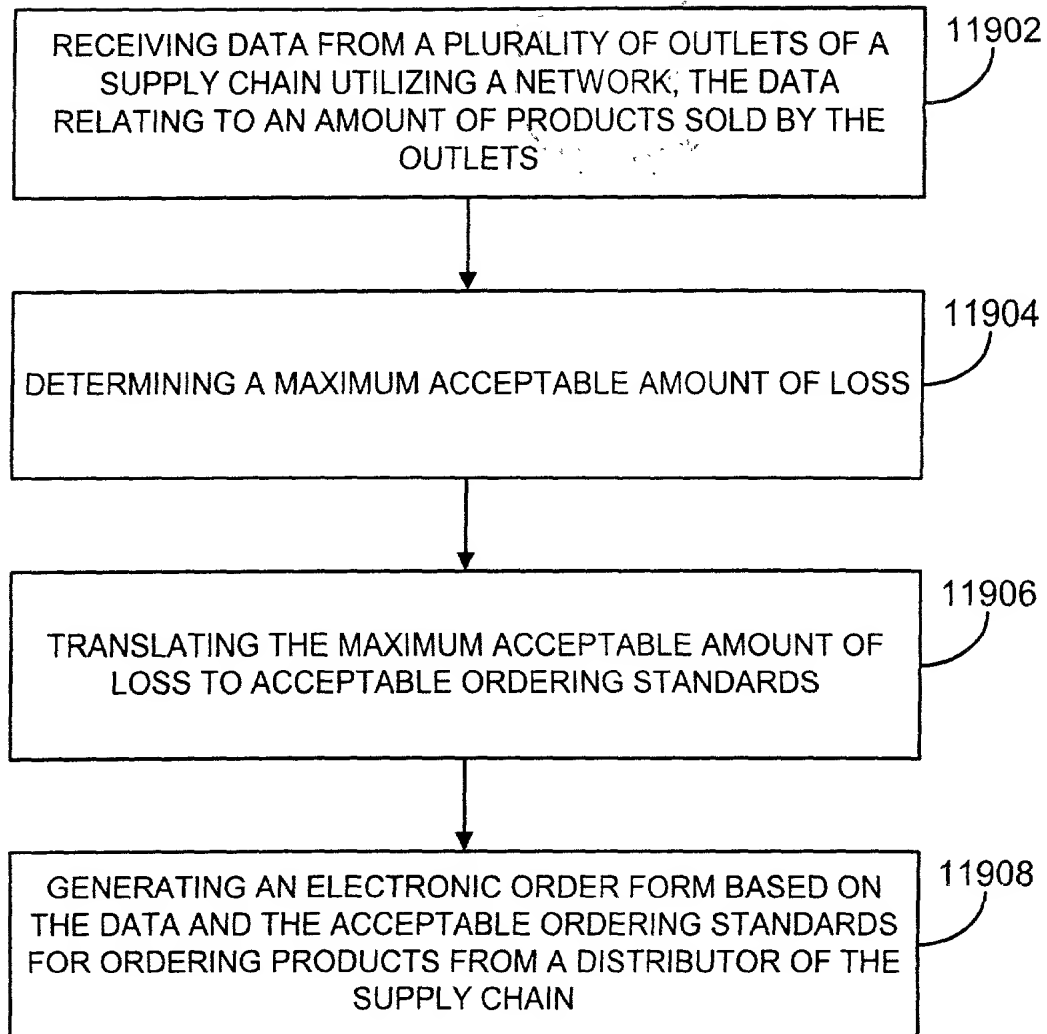 RECEIVING DATA FROM A PLURALITY OF OUTLETS OF A
SUPPLY CHAIN UTILIZING A NETWORK, THE DATA
RELATING TO AN AMOUNT OF PRODUCTS SOLD BY THE
OUTLETS
11902
DETERMINING A MAXIMUM ACCEPTABLE AMOUNT OF LOSS
11904
TRANSLATING THE MAXIMUM ACCEPTABLE AMOUNT OF
LOSS TO ACCEPTABLE ORDERING STANDARDS
11906
GENERATING AN ELECTRONIC ORDER FORM BASED ON
THE DATA AND THE ACCEPTABLE ORDERING STANDARDS
FOR ORDERING PRODUCTS FROM A DISTRIBUTOR OF THE
SUPPLY CHAIN
11908